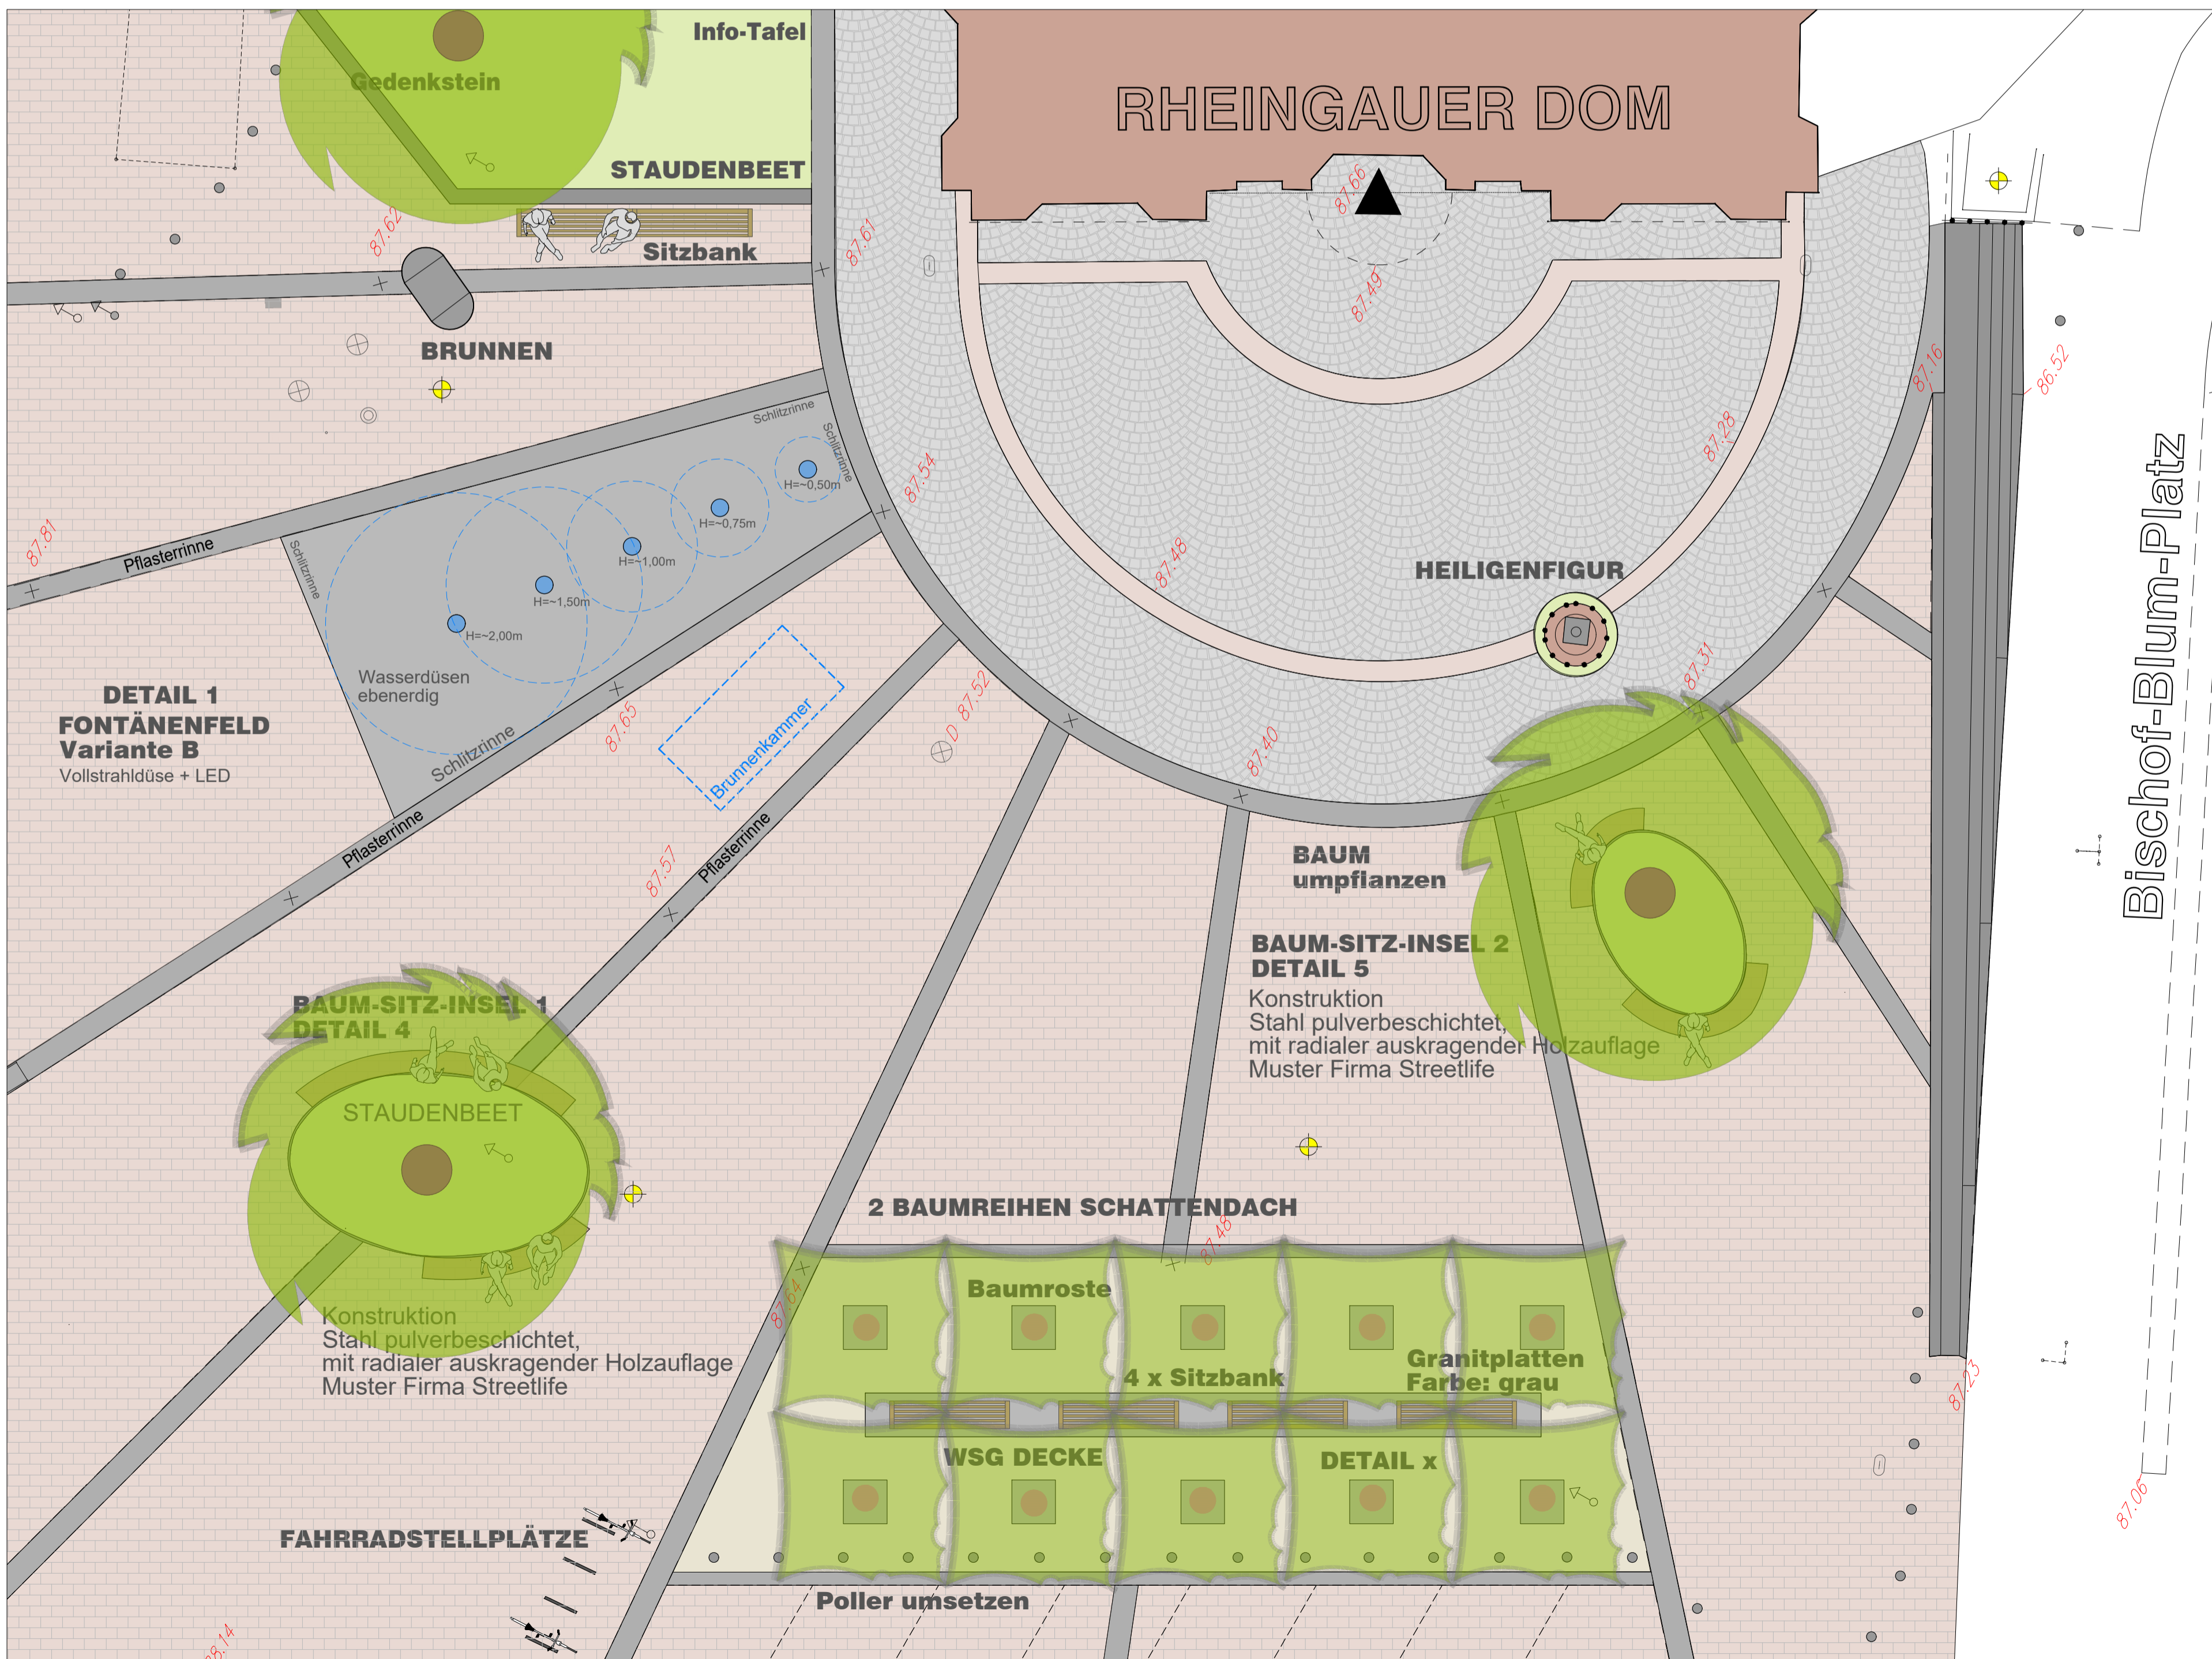 Info-Tafel
Gedenkstein
RHEINGAUER DOM
STAUDENBEET
87.66
87.62
87.61
Sitzbank
87.49
BRUNNEN
87.16
86.52
Schlitzrinne
Schlitzrinne
87.28
87.54
H=~0,50m
H=~0,75m
87.81
Pflasterrinne
Schlitzrinne
H=~1,00m
87.48
HEILIGENFIGUR
H=~1,50m
H=~2,00m
Bischof-Blum-Platz
Wasserdüsen
ebenerdig
87.31
DETAIL 1
FONTÄNENFELD
Variante B
Vollstrahldüse + LED
87.65
D 87.52
Schlitzrinne
Brunnenkammer
87.40
Pflasterrinne
87.57
Pflasterrinne
BAUM
umpflanzen
BAUM-SITZ-INSEL 2
DETAIL 5
Konstruktion
Stahl pulverbeschichtet,
mit radialer auskragender Holzauflage
Muster Firma Streetlife
BAUM-SITZ-INSEL 1
DETAIL 4
STAUDENBEET
2 BAUMREIHEN SCHATTENDACH
87.48
Baumroste
87.64
Konstruktion
Stahl pulverbeschichtet,
mit radialer auskragender Holzauflage
Muster Firma Streetlife
4 x Sitzbank
Granitplatten
Farbe: grau
87.23
WSG DECKE
DETAIL x
87.06
FAHRRADSTELLPLÄTZE
Poller umsetzen